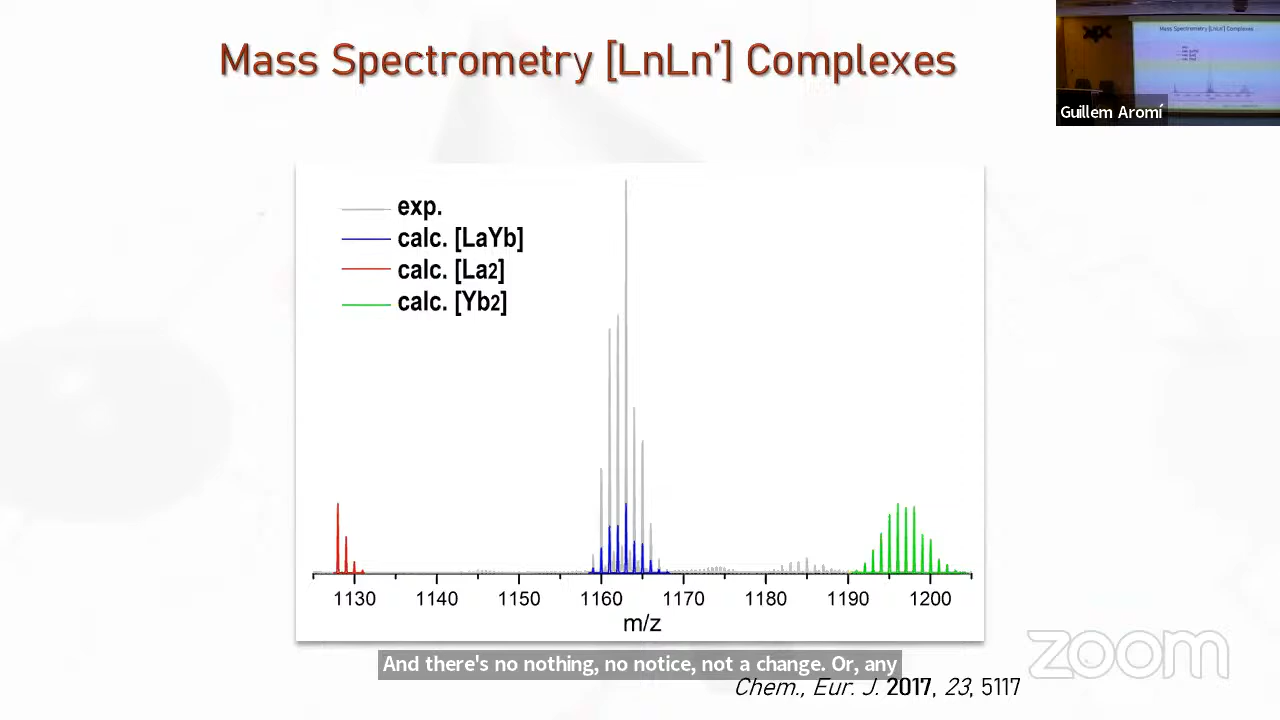 Mass Spectrometry [LnLn’] Complexes
Mass Spectrometry [LnLn’] Complexes
Guillem Aromí
exp.
calc. [LaYb]
calc. [La2]
calc. [Yb2]
1130 1140 1150 1160 1170 1180 1190 1200
m/z
And there's no nothing, no notice, not a change. Or, any
Chem., Eur. J. 2017, 23, 5117
zoom